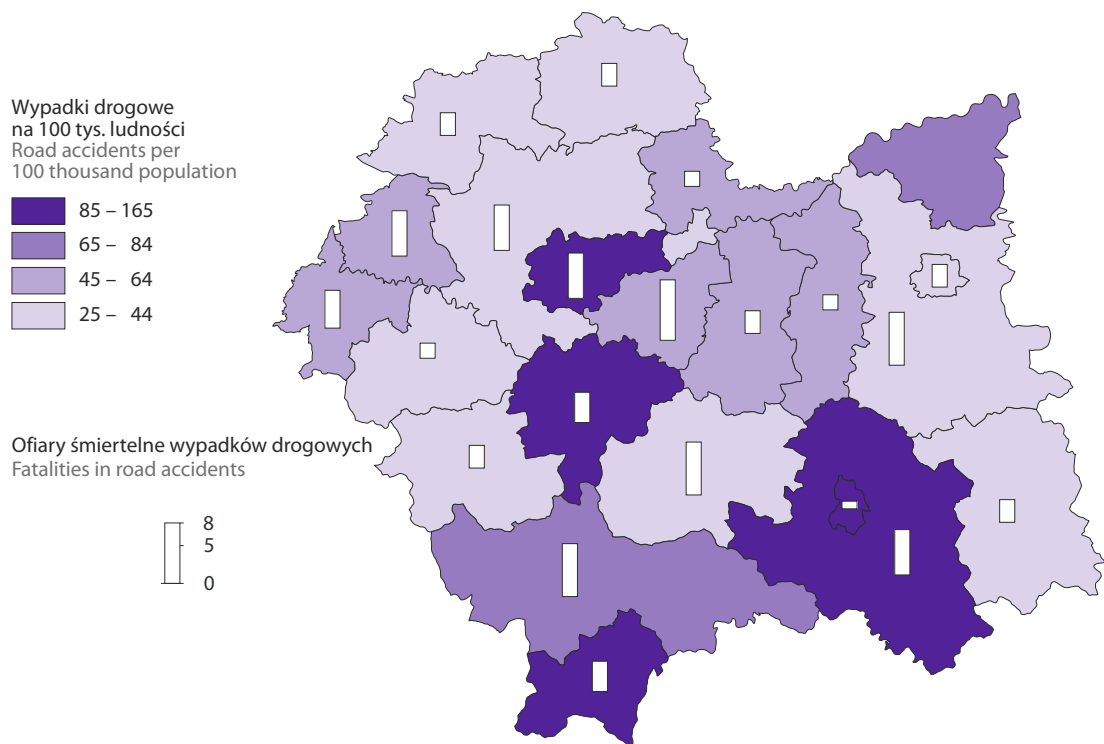 Wypadki drogowe
na 100 tys. ludności
Road accidents per
100 thousand population
85 – 165
65 – 84
45 – 64
25 – 44
Ofiary śmiertelne wypadków drogowych
Fatalities in road accidents
8
5
0